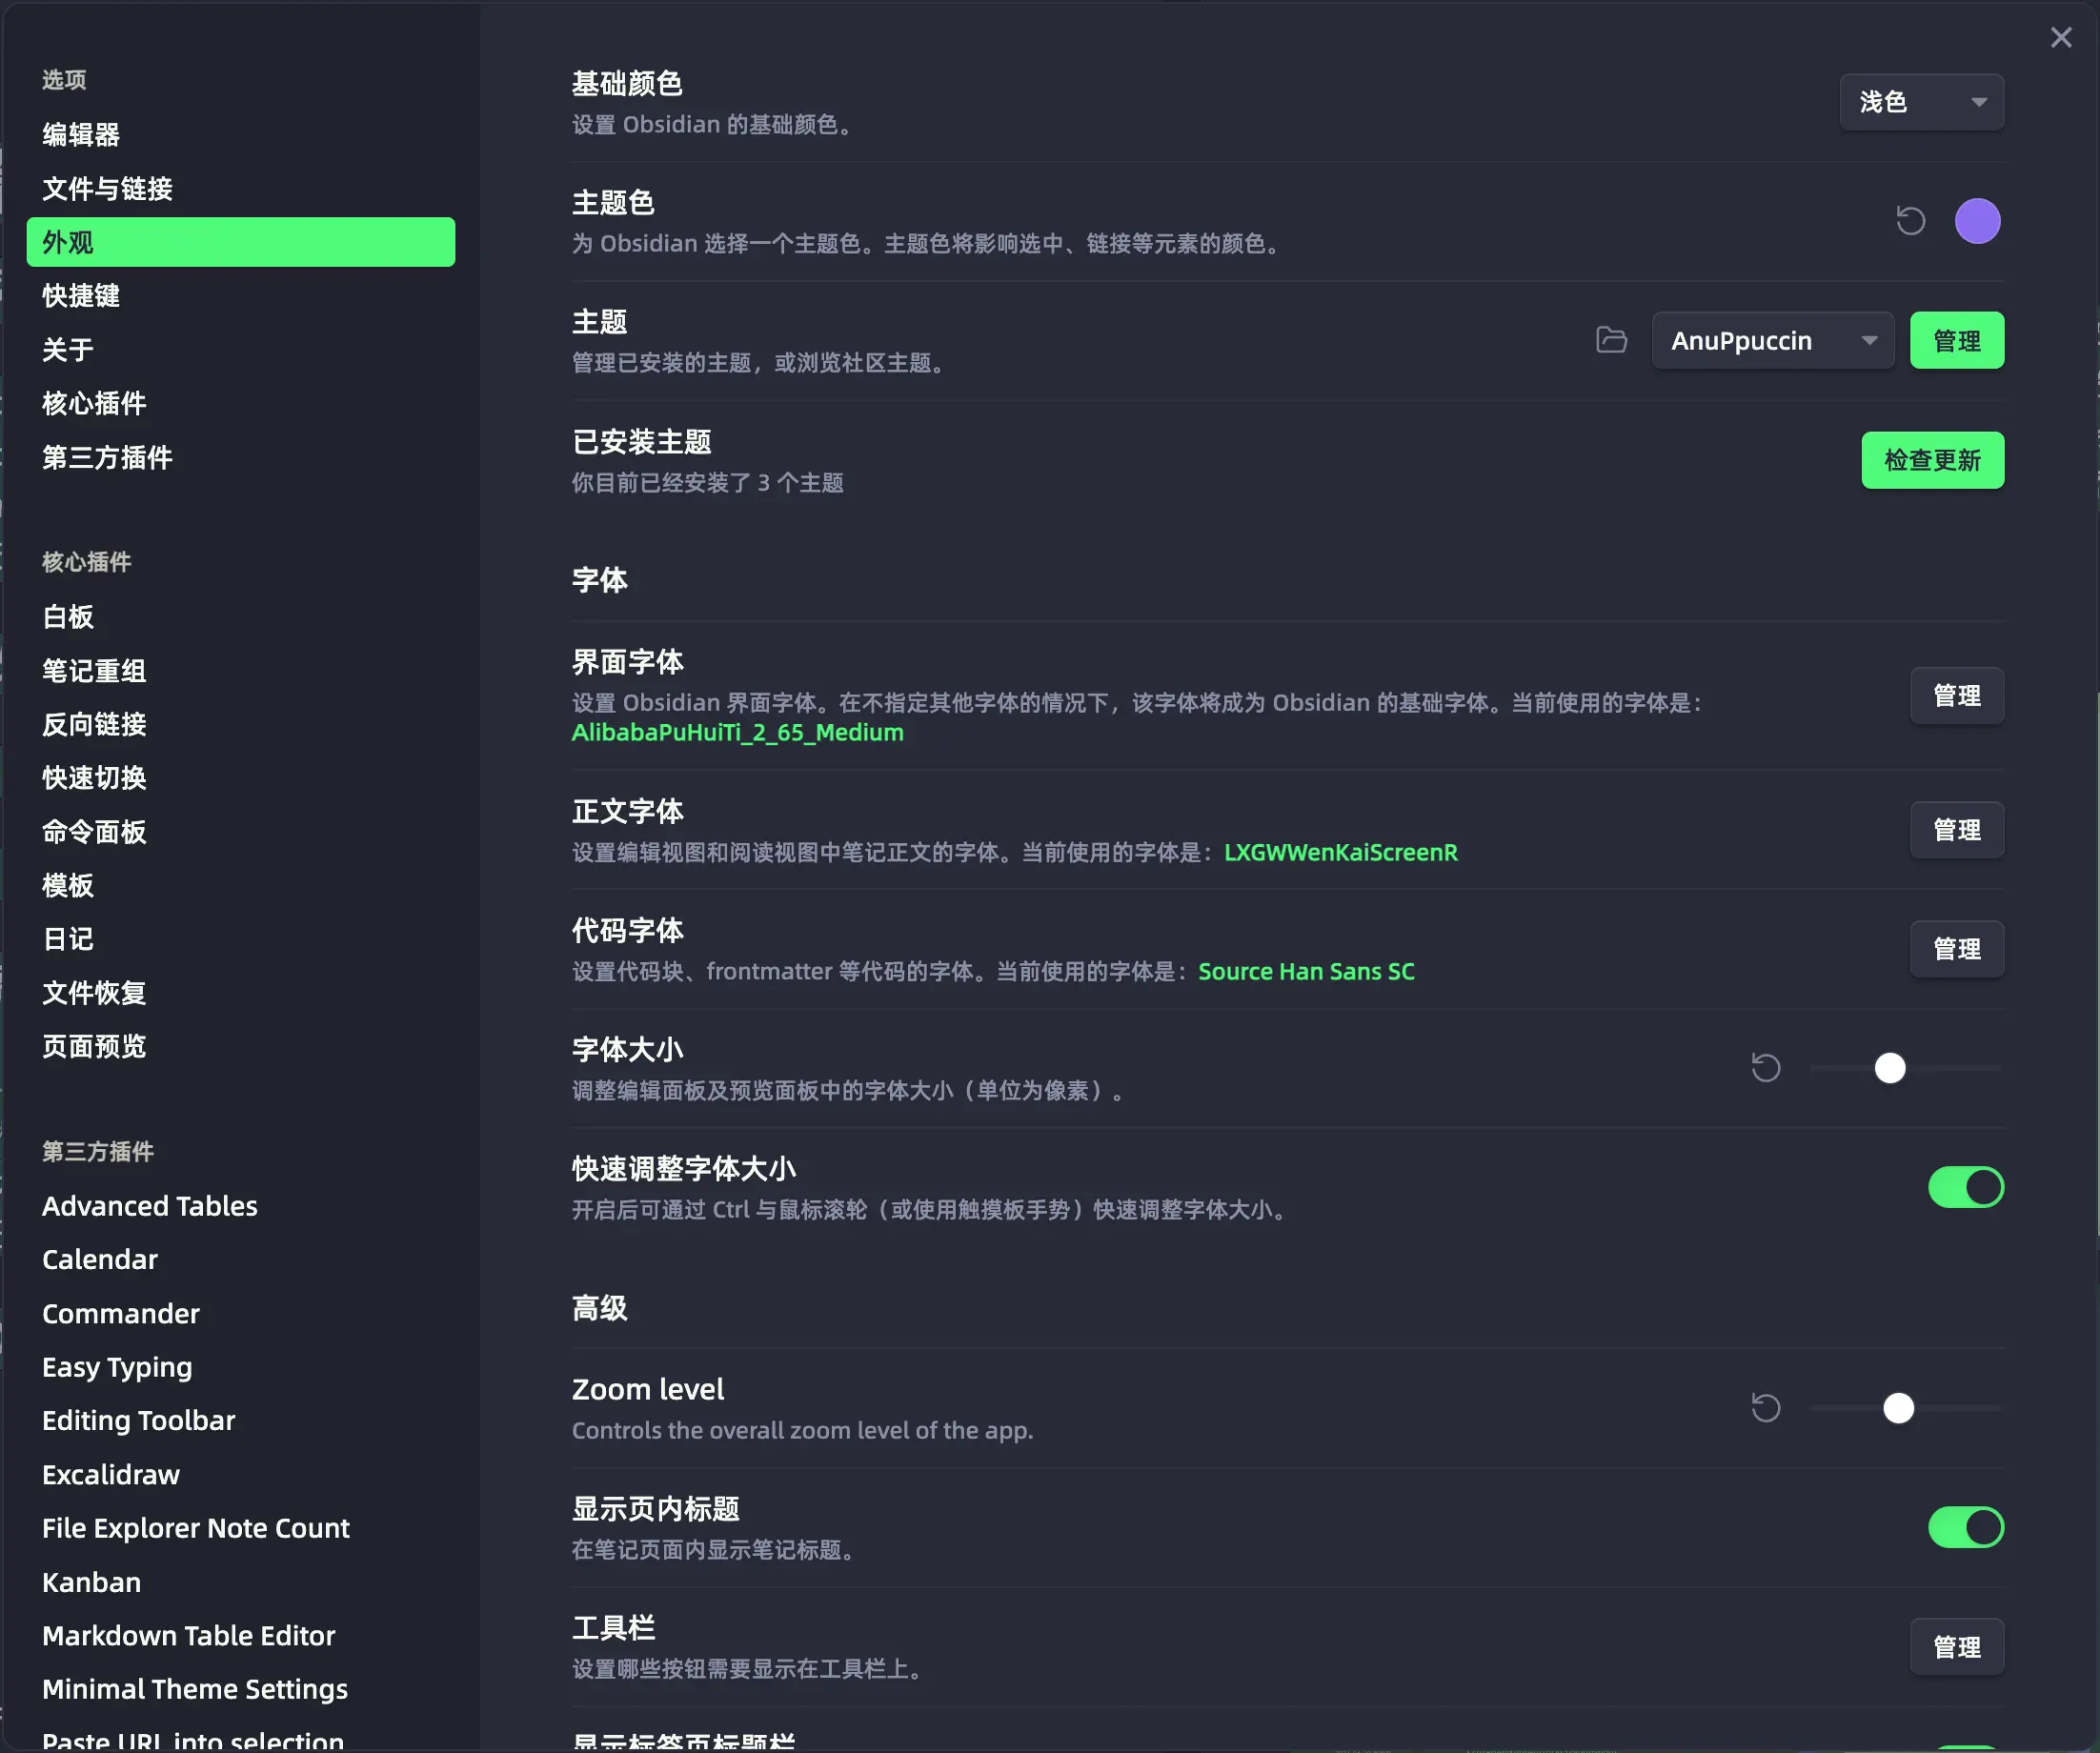 选项
编辑器
文件与链接
外观
快捷键
关于
核心插件
第三方插件
核心插件
白板
笔记重组
反向链接
快速切换
命令面板
模板
日记
文件恢复
页面预览
第三方插件
Advanced Tables
Calendar
Commander
Easy Typing
Editing Toolbar
Excalidraw
File Explorer Note Count
Kanban
Markdown Table Editor
Minimal Theme Settings
Paste URL into selection
基础颜色
设置 Obsidian 的基础颜色。
浅色
主题色
为 Obsidian 选择一个主题色。主题色将影响选中、链接等元素的颜色。
主题
管理已安装的主题，或浏览社区主题。
AnuPpuccin
管理
已安装主题
你目前已经安装了 3 个主题
检查更新
字体
界面字体
设置 Obsidian 界面字体。在不指定其他字体的情况下，该字体将成为 Obsidian 的基础字体。当前使用的字体是：
AlibabaPuHuiTi_2_65_Medium
管理
正文字体
设置编辑视图和阅读视图中笔记正文的字体。当前使用的字体是：LXGWWenKaiScreenR
管理
代码字体
设置代码块、frontmatter 等代码的字体。当前使用的字体是：Source Han Sans SC
管理
字体大小
调整编辑面板及预览面板中的字体大小（单位为像素）。
快速调整字体大小
开启后可通过 Ctrl 与鼠标滚轮（或使用触摸板手势）快速调整字体大小。
高级
Zoom level
Controls the overall zoom level of the app.
显示页内标题
在笔记页面内显示笔记标题。
工具栏
设置哪些按钮需要显示在工具栏上。
管理
显示标签页标题栏